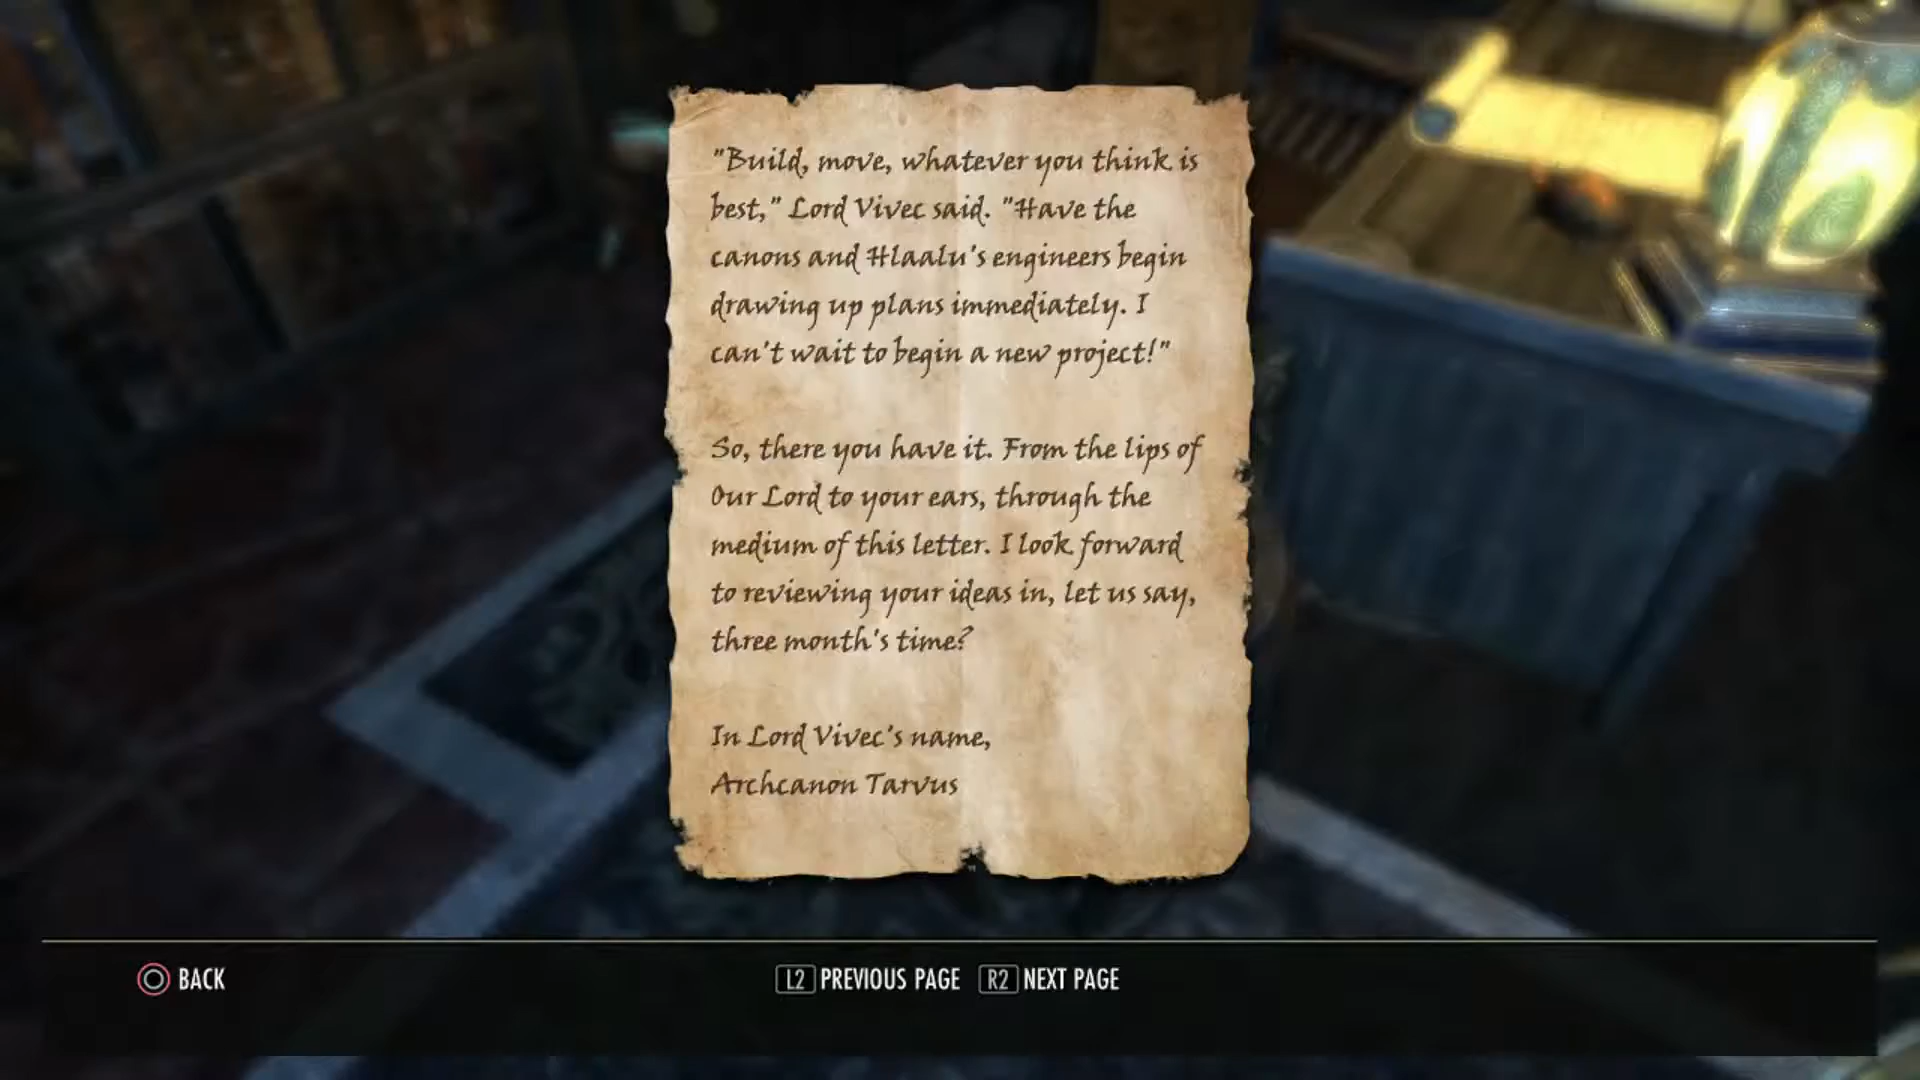 "Build, move, whatever you think is
best," Lord Vivec said. "Have the
canons and Hlaalu's engineers begin
drawing up plans immediately. I
can't wait to begin a new project!"
So, there you have it. From the lips of
Our Lord to your ears, through the
medium of this letter. I look forward
to reviewing your ideas in, let us say,
three month's time?
In Lord Vivec's name,
Archcanon Tarvus
BACK
L2 PREVIOUS PAGE R2 NEXT PAGE